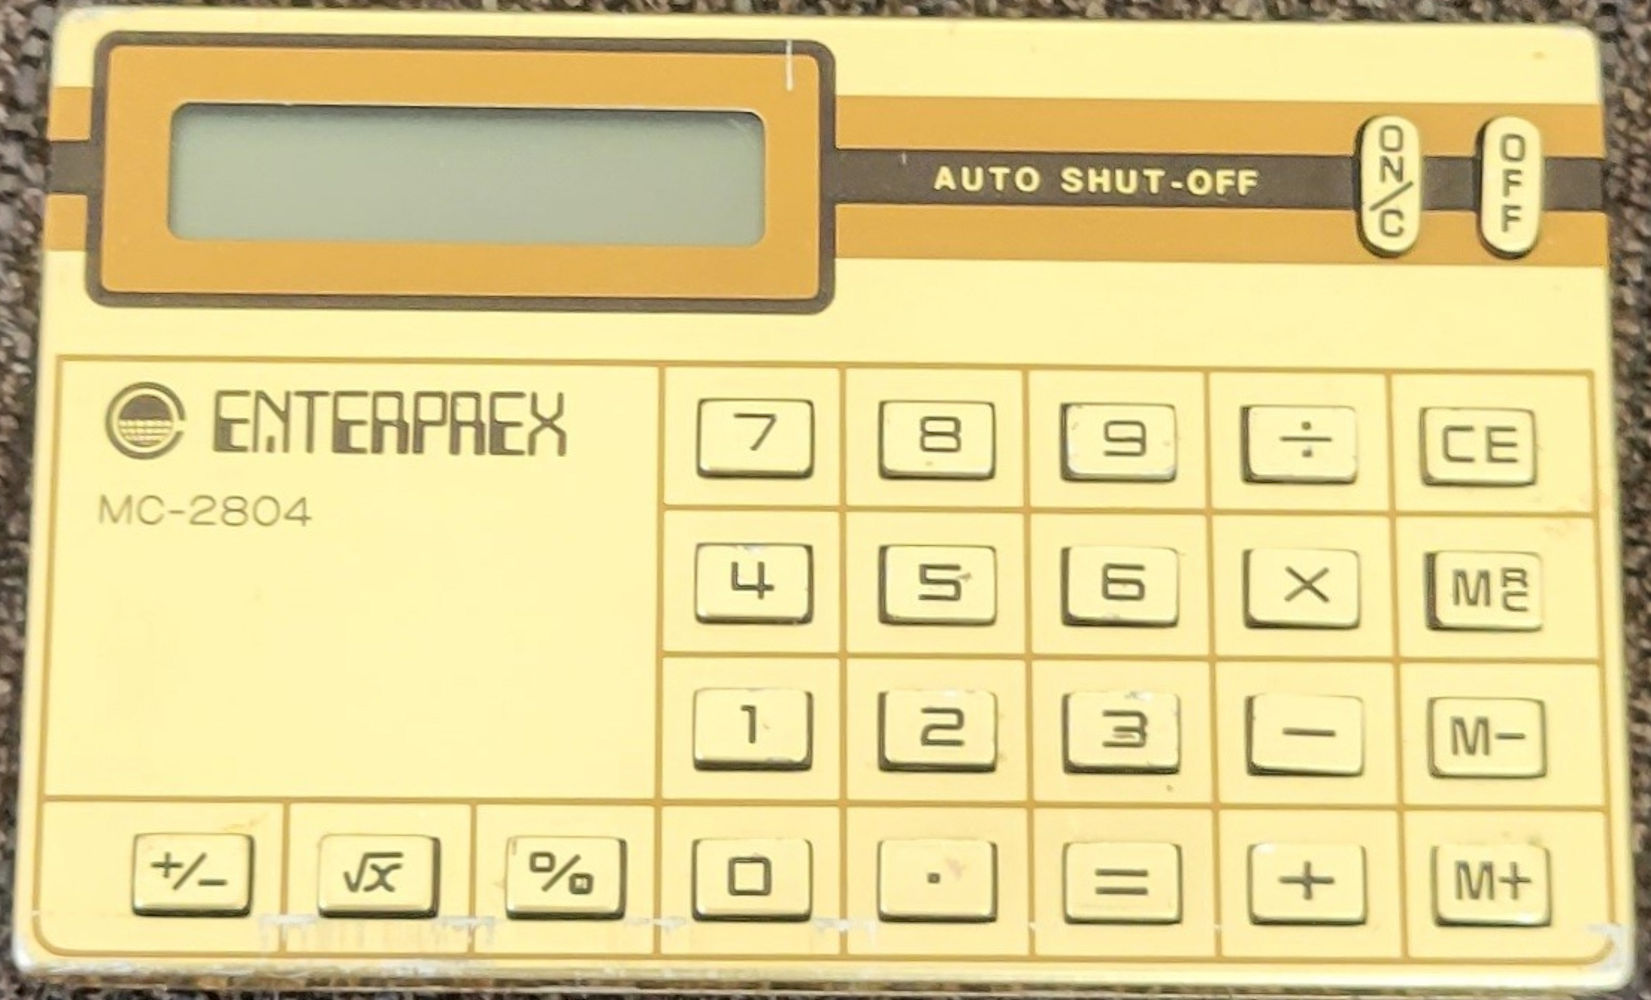 AUTO SHUT-OFF
ON/C
OFF
ENTERPREX
MC-2804
7 8 9 ÷ CE
4 5 6 × MRC
1 2 3 − M−
+/− √x % 0 . = + M+